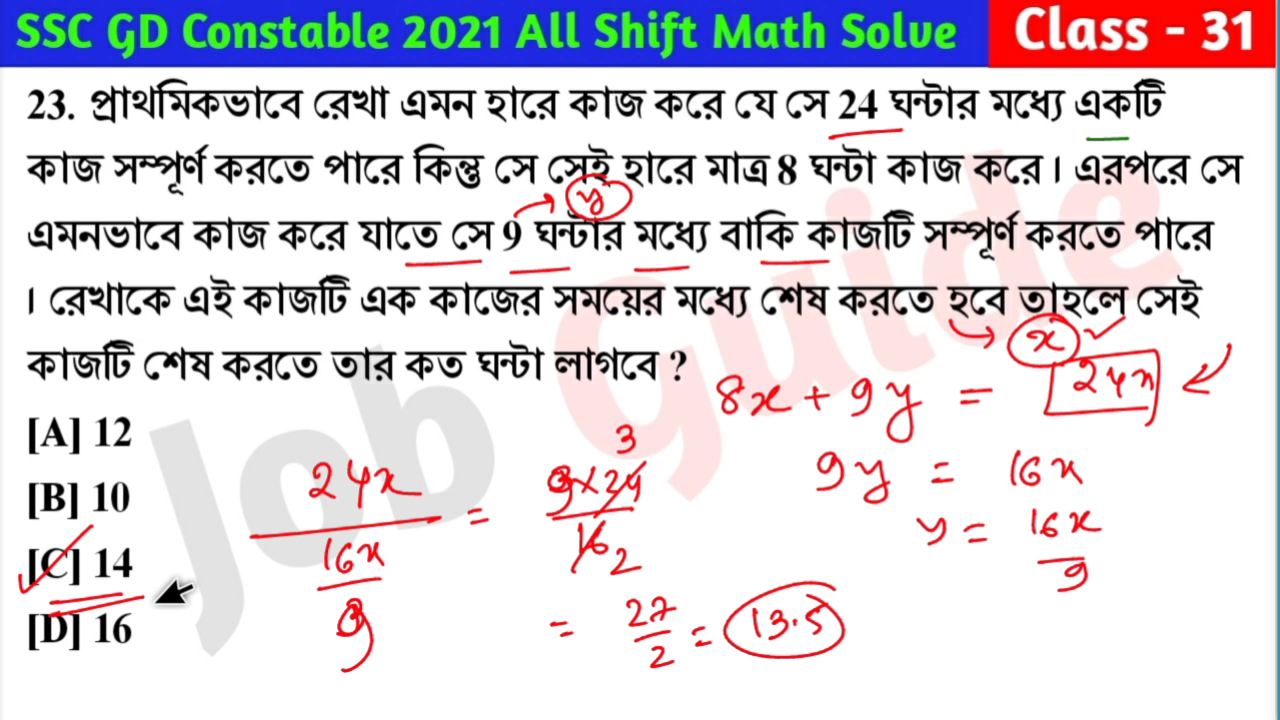 SSC GD Constable 2021 All Shift Math Solve
Class - 31
23. প্রাথমিকভাবে রেখা এমন হারে কাজ করে যে সে 24 ঘন্টার মধ্যে একটি
কাজ সম্পূর্ণ করতে পারে কিন্তু সে সেই হারে মাত্র 8 ঘন্টা কাজ করে। এরপরে সে
y
এমনভাবে কাজ করে যাতে সে 9 ঘন্টার মধ্যে বাকি কাজটি সম্পূর্ণ করতে পারে
। রেখাকে এই কাজটি এক কাজের সময়ের মধ্যে শেষ করতে হবে তাহলে সেই
x
কাজটি শেষ করতে তার কত ঘন্টা লাগবে ?
8x + 9y = 24x
[A] 12
[B] 10
[C] 14
[D] 16
9y = 16x
y = 16x/9
24x/(16x/9) = 9×24/16
3
2
= 27/2 = 13.5
Job Guide